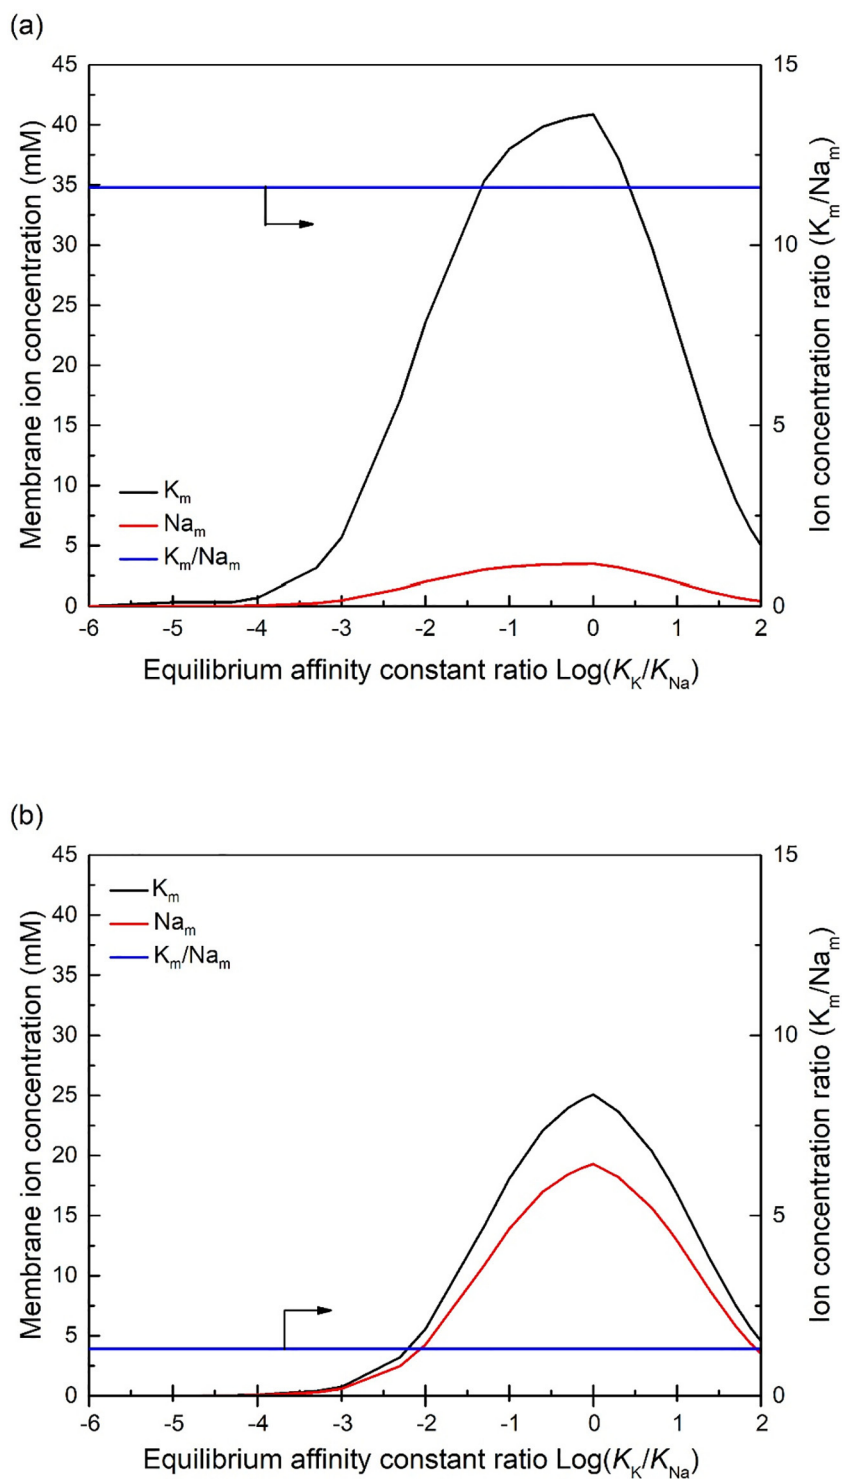 (a)
45
40
35
30
25
20
15
10
5
0
Membrane ion concentration (mM)
15
10
5
0
Ion concentration ratio (Kₘ/Naₘ)
Kₘ
Naₘ
Kₘ/Naₘ
-6 -5 -4 -3 -2 -1 0 1 2
Equilibrium affinity constant ratio Log(K_K/K_Na)
(b)
45
40
35
30
25
20
15
10
5
0
Membrane ion concentration (mM)
15
10
5
0
Ion concentration ratio (Kₘ/Naₘ)
Kₘ
Naₘ
Kₘ/Naₘ
-6 -5 -4 -3 -2 -1 0 1 2
Equilibrium affinity constant ratio Log(K_K/K_Na)